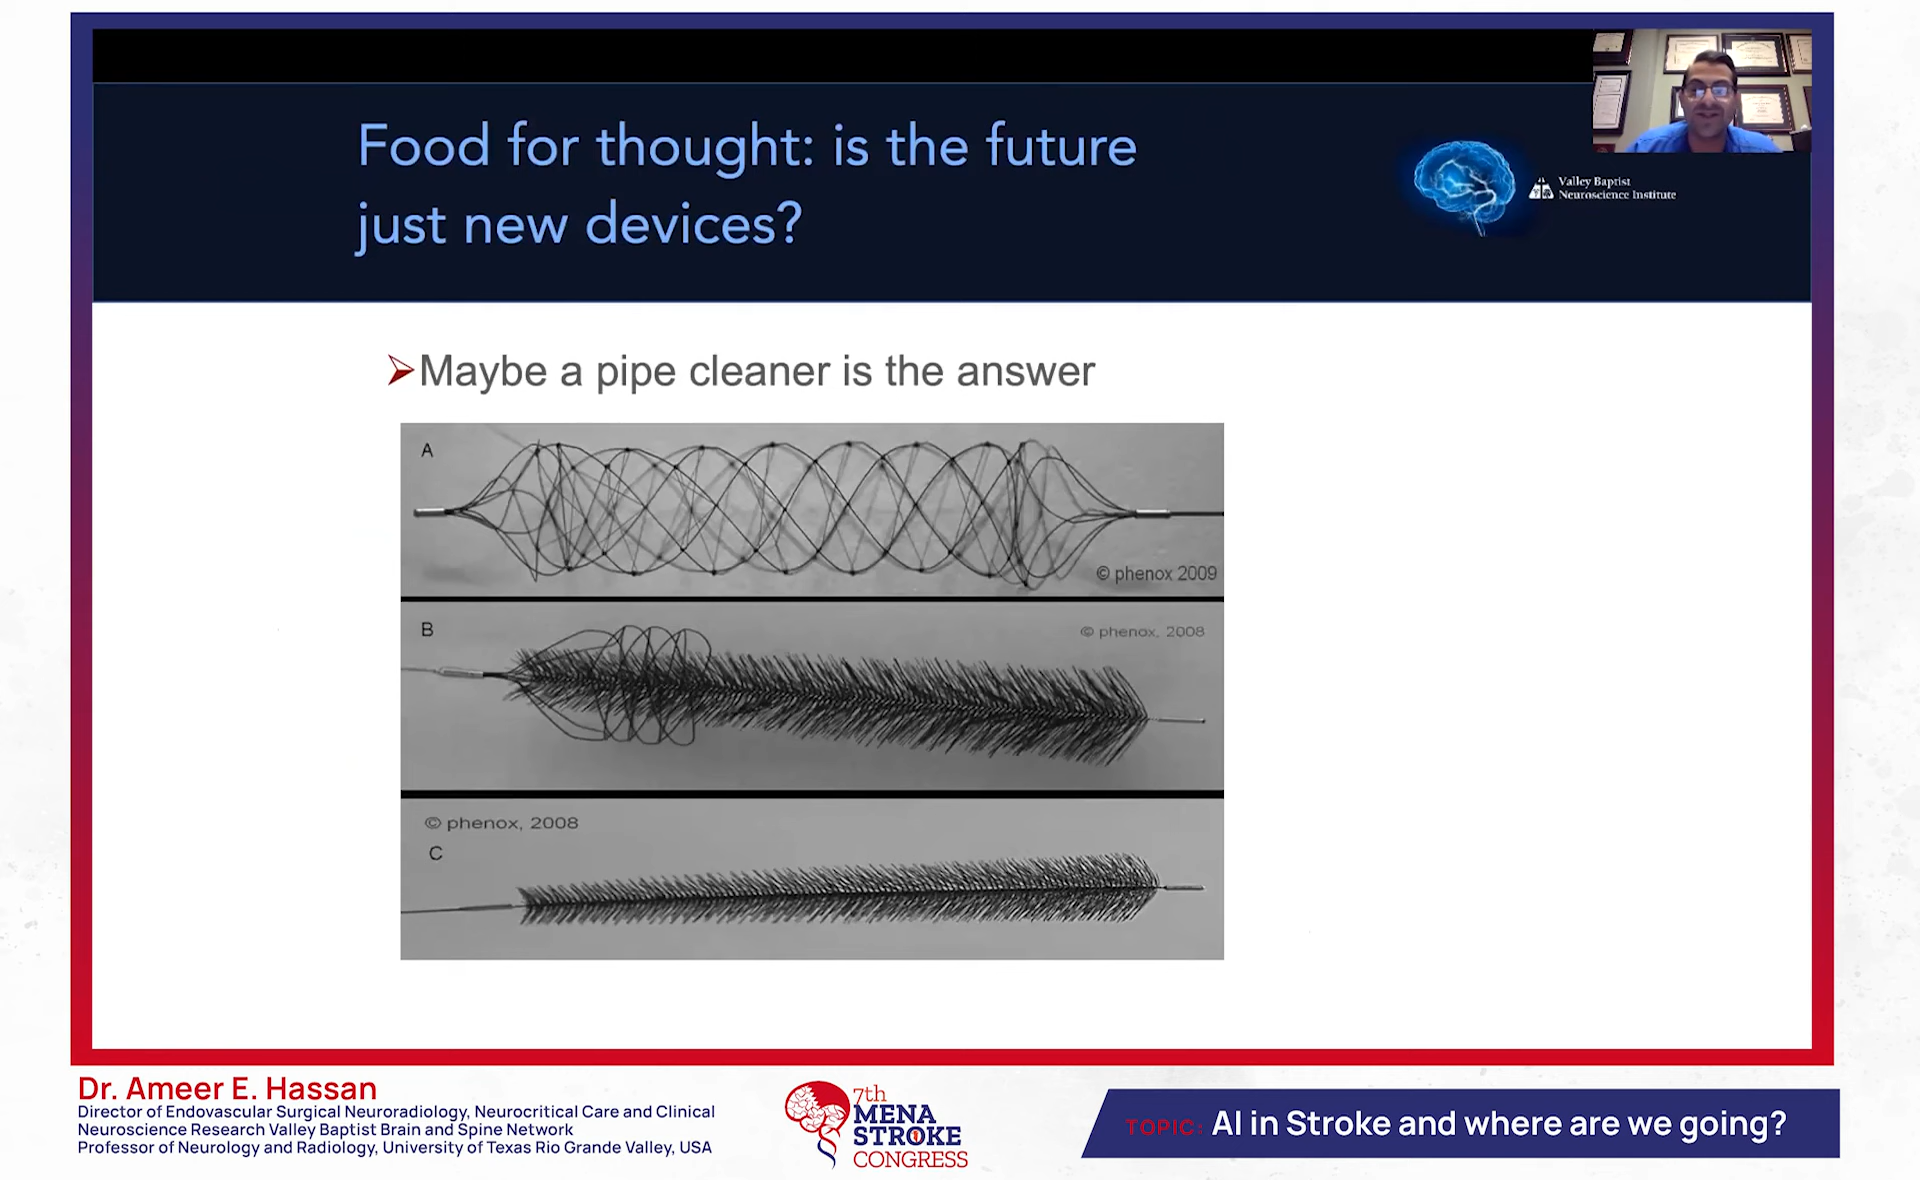 Food for thought: is the future
just new devices?
Valley Baptist
Neuroscience Institute
➢Maybe a pipe cleaner is the answer
A
© phenox 2009
B
© phenox, 2008
© phenox, 2008
C
Dr. Ameer E. Hassan
Director of Endovascular Surgical Neuroradiology, Neurocritical Care and Clinical
Neuroscience Research Valley Baptist Brain and Spine Network
Professor of Neurology and Radiology, University of Texas Rio Grande Valley, USA
7th
MENA
STROKE
CONGRESS
TOPIC: AI in Stroke and where are we going?